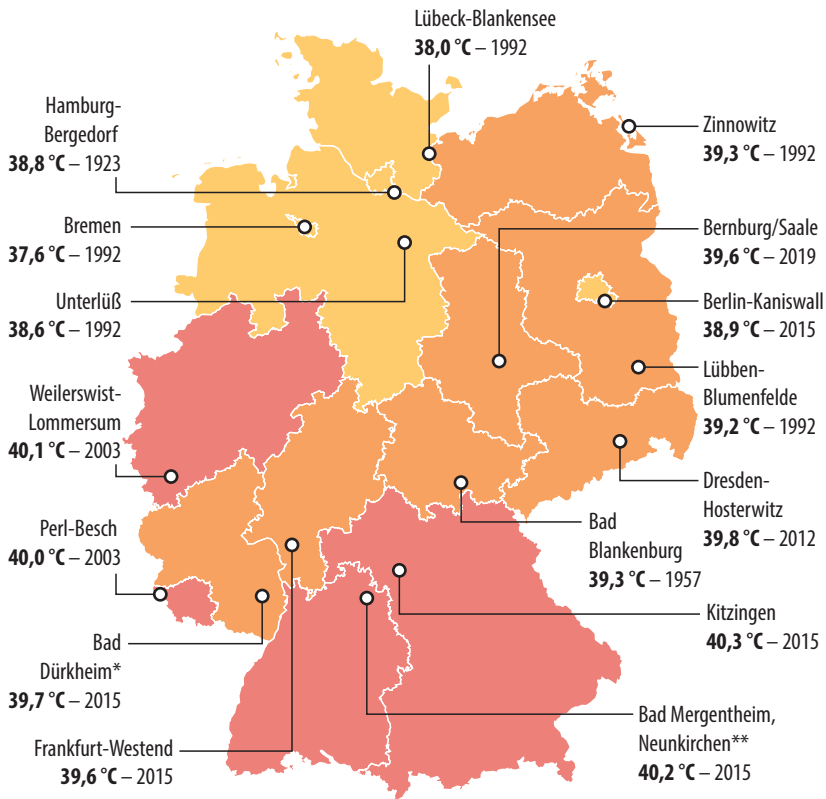 Lübeck-Blankensee
38,0 °C – 1992
Hamburg-
Bergedorf
38,8 °C – 1923
Bremen
37,6 °C – 1992
Unterlüß
38,6 °C – 1992
Weilerswist-
Lommersum
40,1 °C – 2003
Perl-Besch
40,0 °C – 2003
Bad
Dürkheim*
39,7 °C – 2015
Frankfurt-Westend
39,6 °C – 2015
Zinnowitz
39,3 °C – 1992
Bernburg/Saale
39,6 °C – 2019
Berlin-Kaniswall
38,9 °C – 2015
Lübben-
Blumenfelde
39,2 °C – 1992
Dresden-
Hosterwitz
39,8 °C – 2012
Bad
Blankenburg
39,3 °C – 1957
Kitzingen
40,3 °C – 2015
Bad Mergentheim,
Neunkirchen**
40,2 °C – 2015